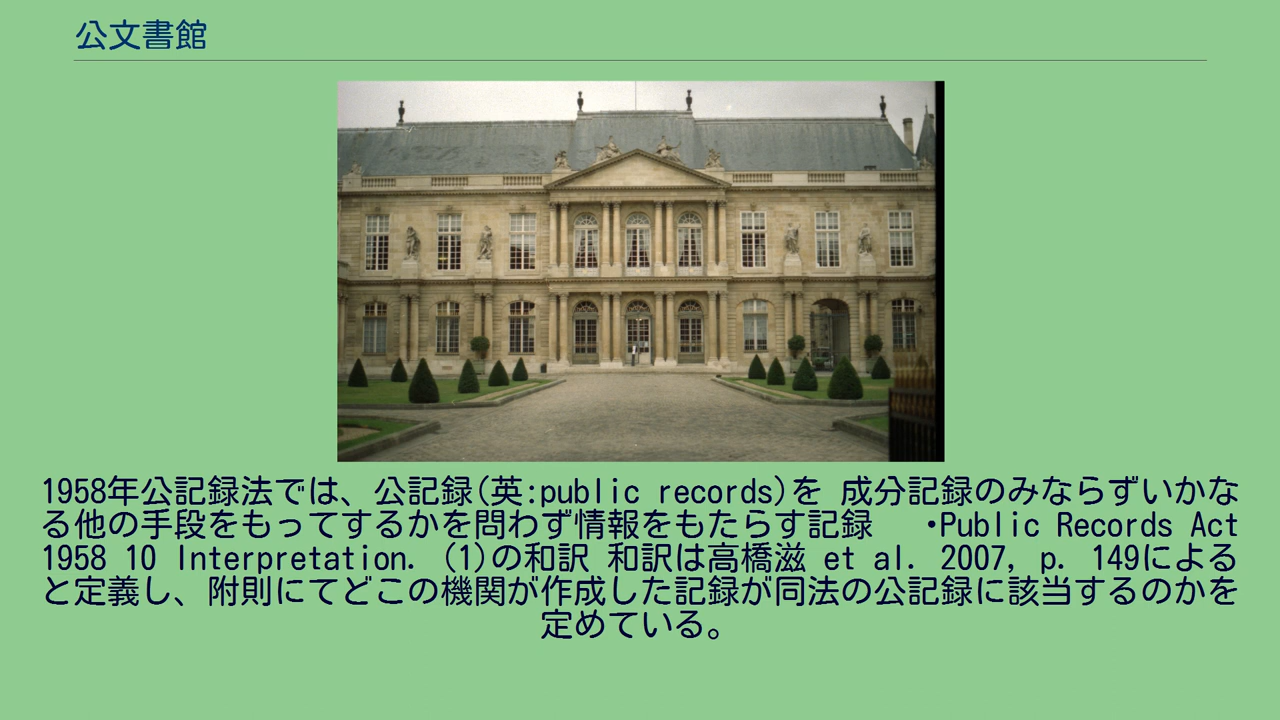 公文書館
1958年公記録法では、公記録(英:public records)を 成分記録のみならずいかな
る他の手段をもってするかを問わず情報をもたらす記録　 •Public Records Act
1958 10 Interpretation. (1)の和訳 和訳は高橋滋 et al. 2007, p. 149による
と定義し、附則にてどこの機関が作成した記録が同法の公記録に該当するのかを
定めている。